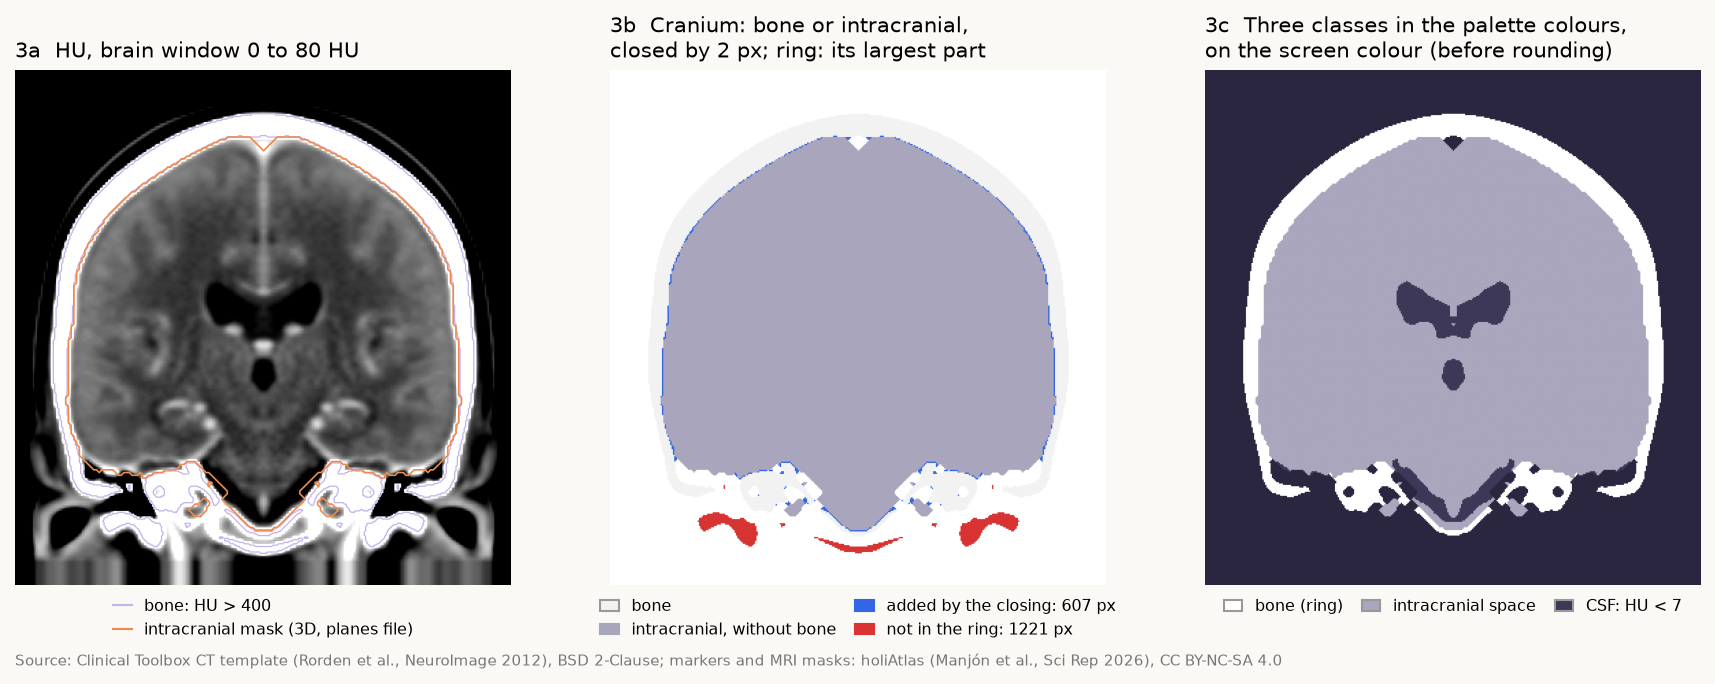 3a  HU, brain window 0 to 80 HU
3b  Cranium: bone or intracranial,
closed by 2 px; ring: its largest part
3c  Three classes in the palette colours,
on the screen colour (before rounding)
bone: HU > 400
intracranial mask (3D, planes file)
bone
intracranial, without bone
added by the closing: 607 px
not in the ring: 1221 px
bone (ring)
intracranial space
CSF: HU < 7
Source: Clinical Toolbox CT template (Rorden et al., NeuroImage 2012), BSD 2-Clause; markers and MRI masks: holiAtlas (Manjón et al., Sci Rep 2026), CC BY-NC-SA 4.0